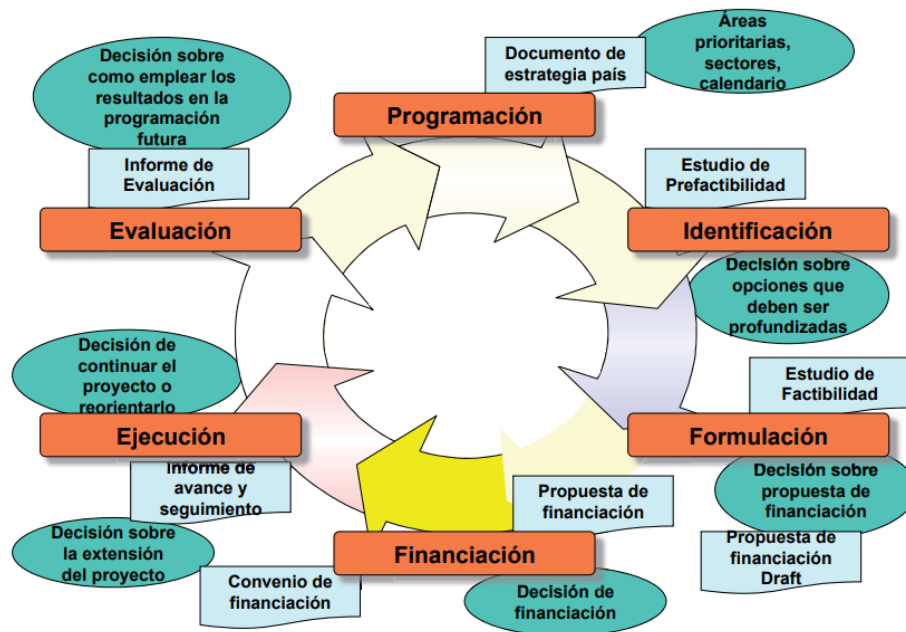 Decisión sobre
como emplear los
resultados en la
programación
futura
Documento de
estrategia país
Áreas
prioritarias,
sectores,
calendario
Programación
Informe de
Evaluación
Estudio de
Prefactibilidad
Evaluación
Identificación
Decisión sobre
opciones que
deben ser
profundizadas
Decisión de
continuar el
proyecto o
reorientarlo
Estudio de
Factibilidad
Ejecución
Formulación
Informe de
avance y
seguimiento
Propuesta de
financiación
Decisión sobre
propuesta de
financiación
Decisión sobre
la extensión
del proyecto
Financiación
Propuesta de
financiación
Draft
Convenio de
financiación
Decisión de
financiación